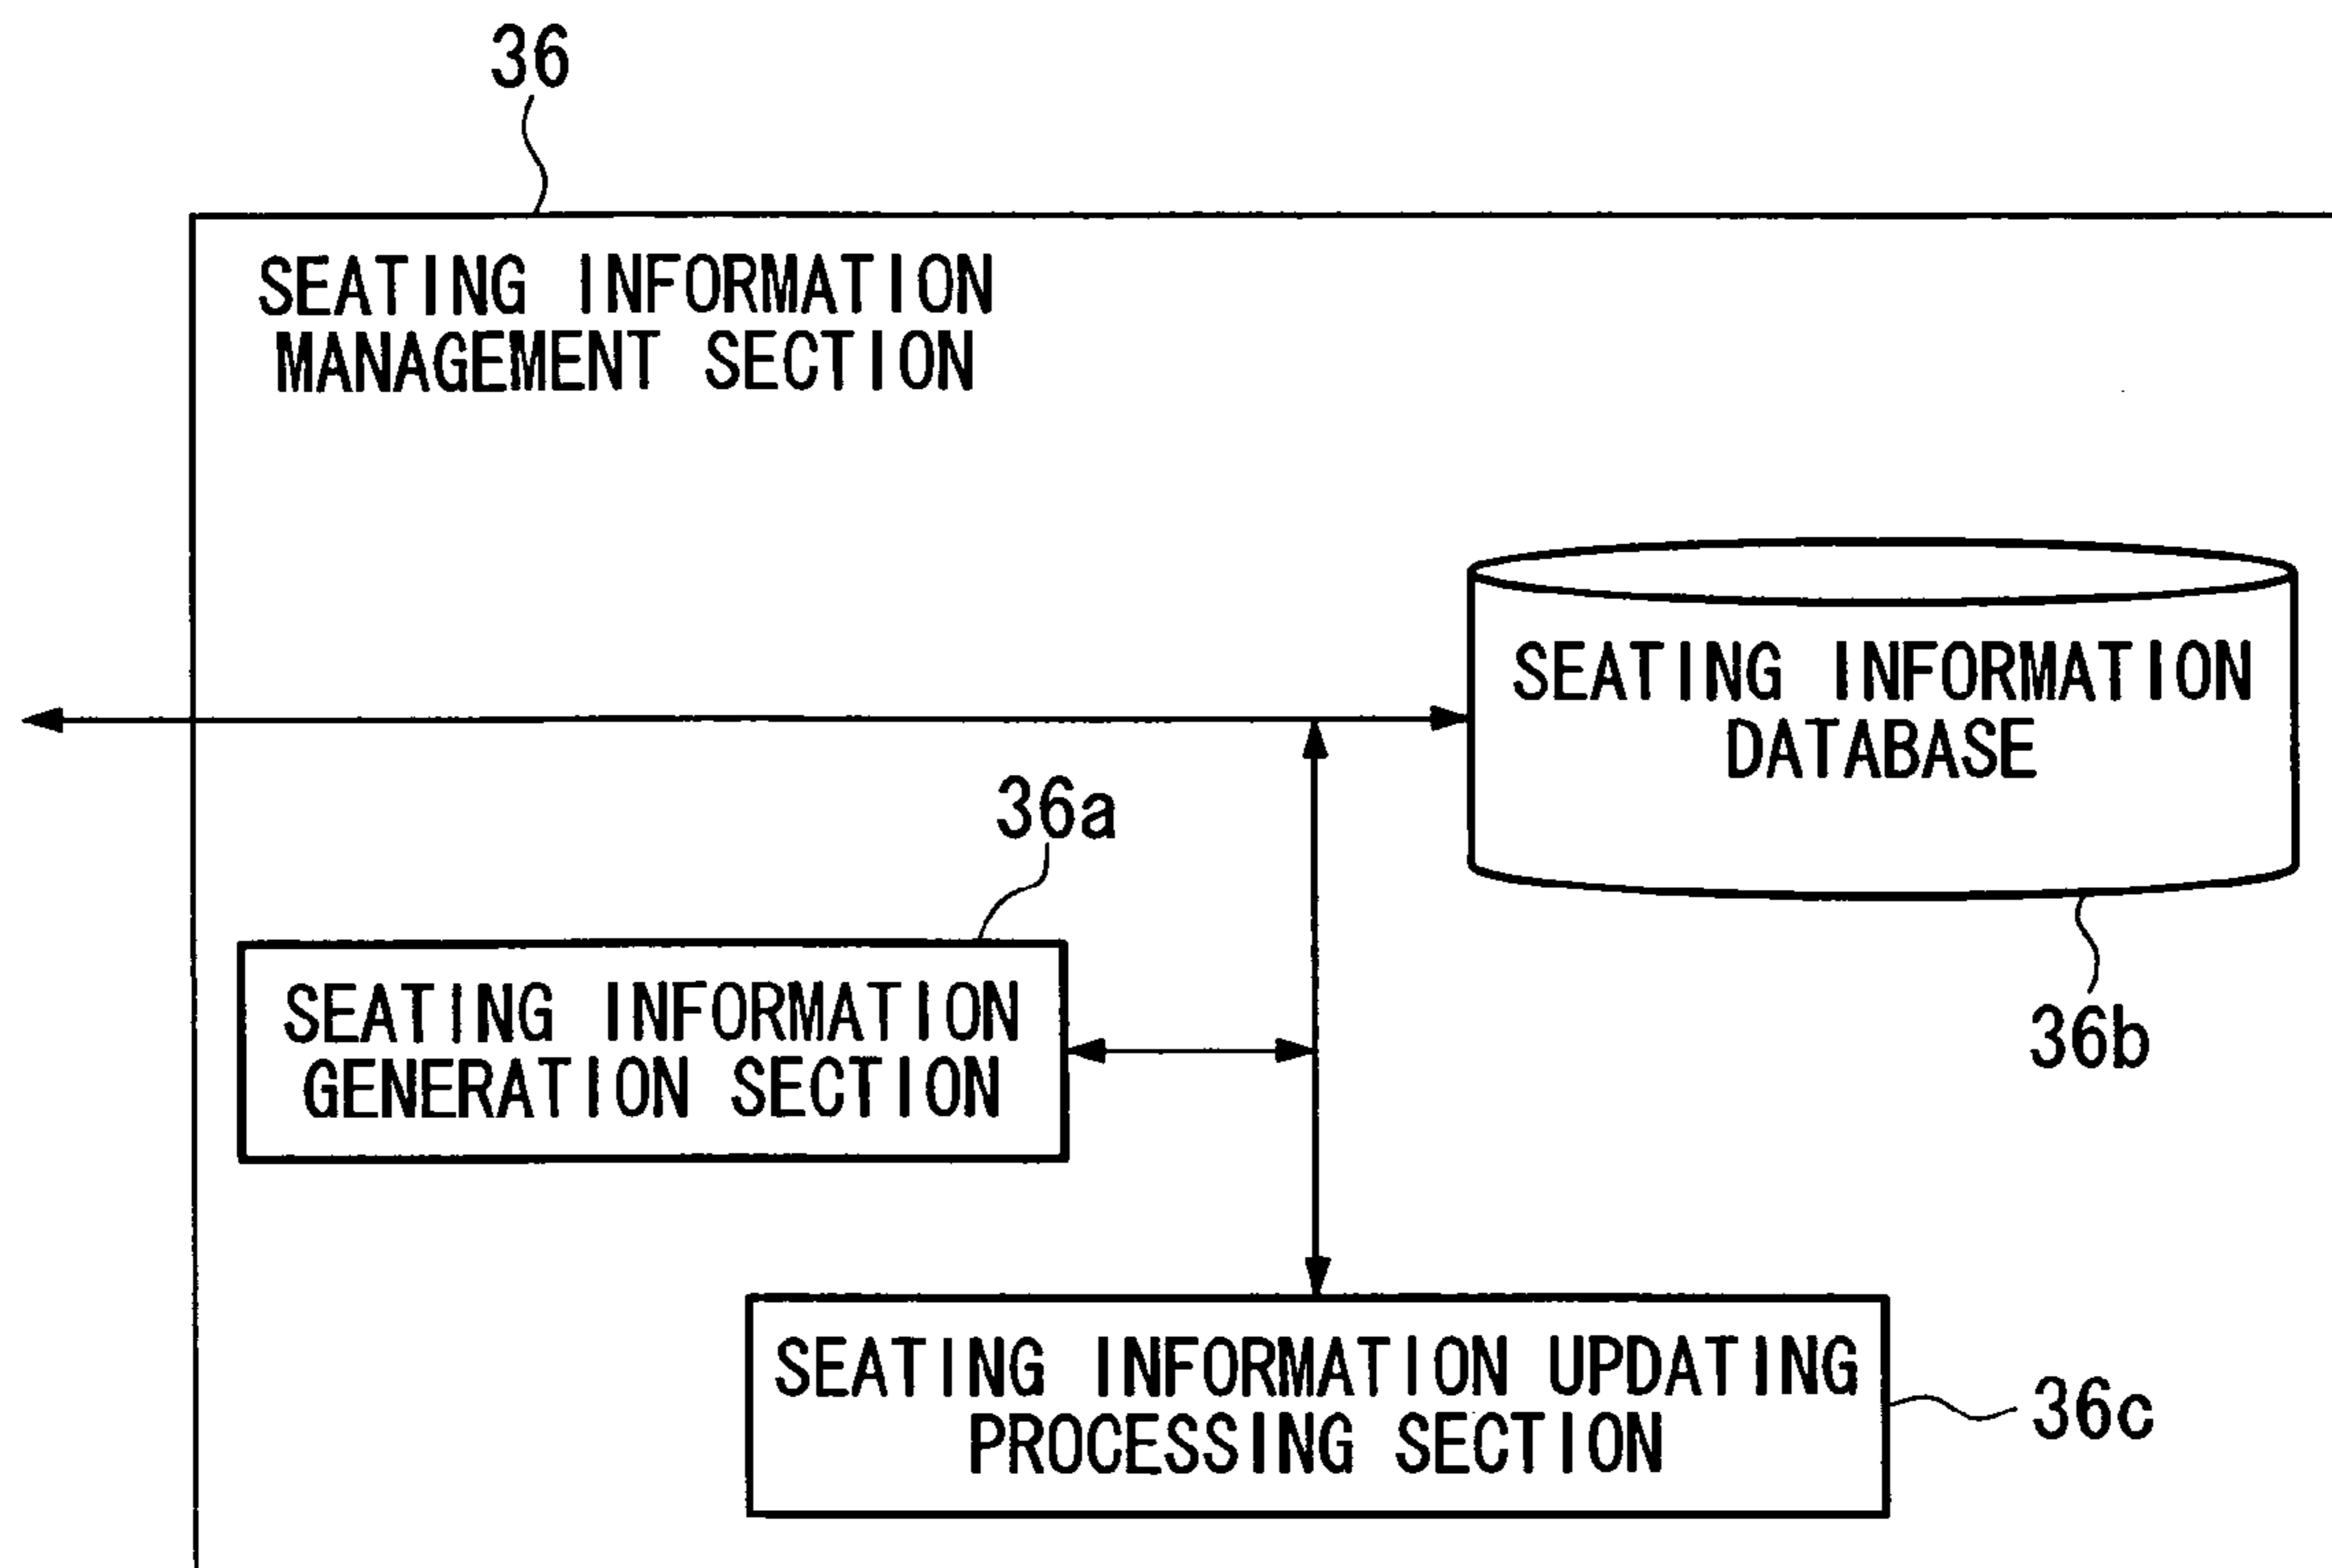 36
SEATING INFORMATION
MANAGEMENT SECTION
SEATING INFORMATION
DATABASE
36a
SEATING INFORMATION
GENERATION SECTION
36b
SEATING INFORMATION UPDATING
PROCESSING SECTION
36c